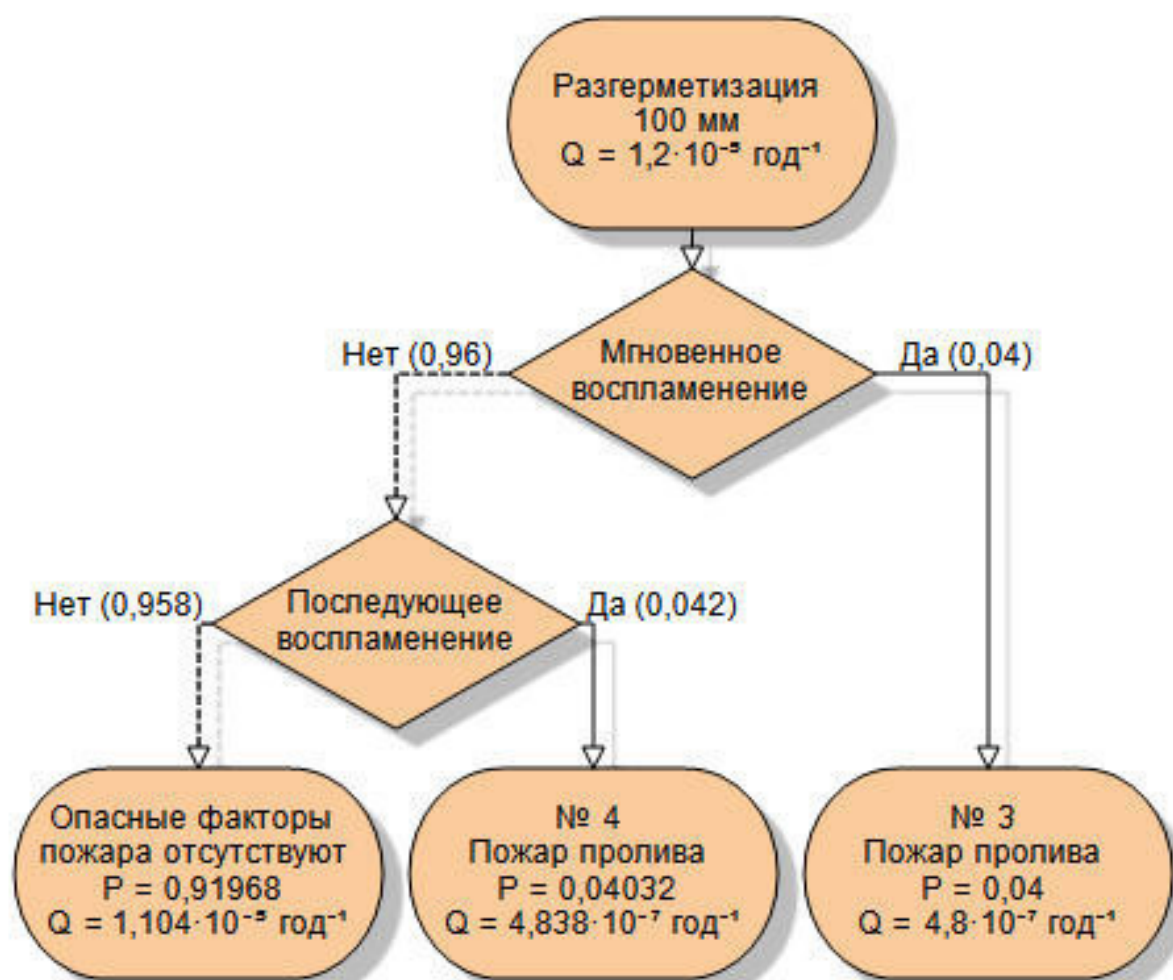 Разгерметизация
100 мм
Q = 1,2·10⁻⁵ год⁻¹
Нет (0,96)
Мгновенное
воспламенение
Да (0,04)
Нет (0,958)
Последующее
воспламенение
Да (0,042)
Опасные факторы
пожара отсутствуют
P = 0,91968
Q = 1,104·10⁻⁵ год⁻¹
№ 4
Пожар пролива
P = 0,04032
Q = 4,838·10⁻⁷ год⁻¹
№ 3
Пожар пролива
P = 0,04
Q = 4,8·10⁻⁷ год⁻¹